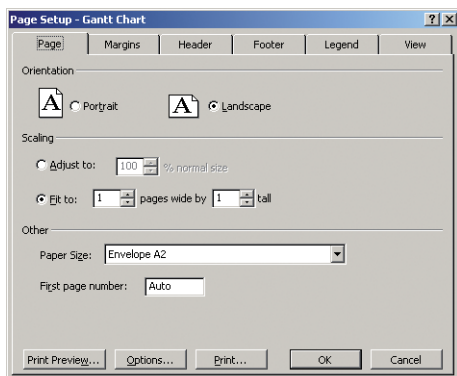 Page Setup - Gantt Chart
Page Margins Header Footer Legend View
Orientation
A Portrait A Landscape
Scaling
Adjust to: 100 % normal size
Fit to: 1 pages wide by 1 tall
Other
Paper Size: Envelope A2
First page number: Auto
Print Preview... Options... Print... OK Cancel